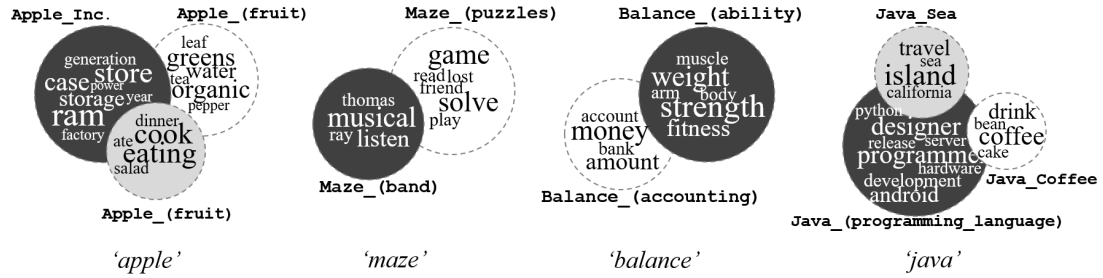 Apple_Inc.
Apple_(fruit)
generation
store
case
power
storage
year
ram
factory
leaf
greens
tea
water
organic
pepper
dinner
cook
ate
eating
salad
Apple_(fruit)
'apple'
Maze_(puzzles)
game
read lost
friend
solve
play
thomas
musical
ray listen
Maze_(band)
'maze'
Balance_(ability)
muscle
weight
arm body
strength
fitness
account
money
bank
amount
Balance_(accounting)
'balance'
Java_Sea
travel
sea
island
california
python
designer
release server
programme
hardware
development
android
drink
bean
coffee
cake
Java_Coffee
Java_(programming_language)
'java'